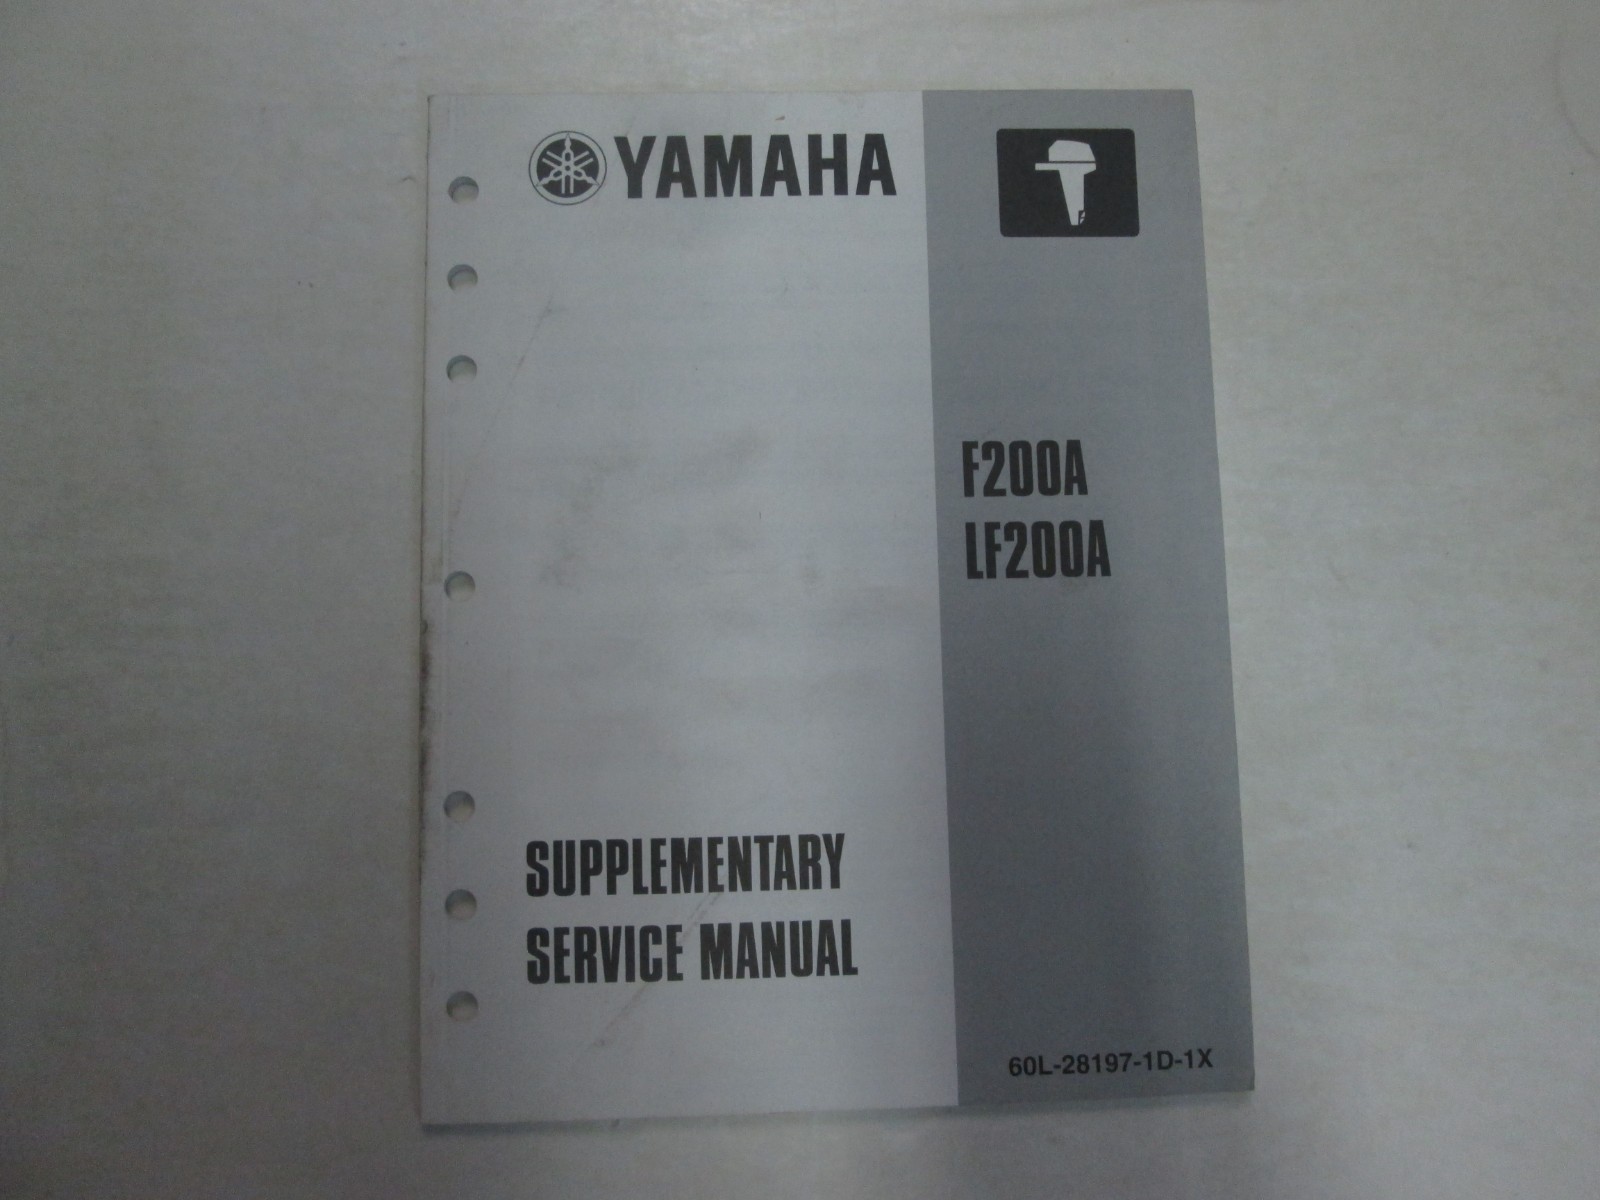 YAMAHA
F200A
LF200A
SUPPLEMENTARY
SERVICE MANUAL
60L-28197-1D-1X